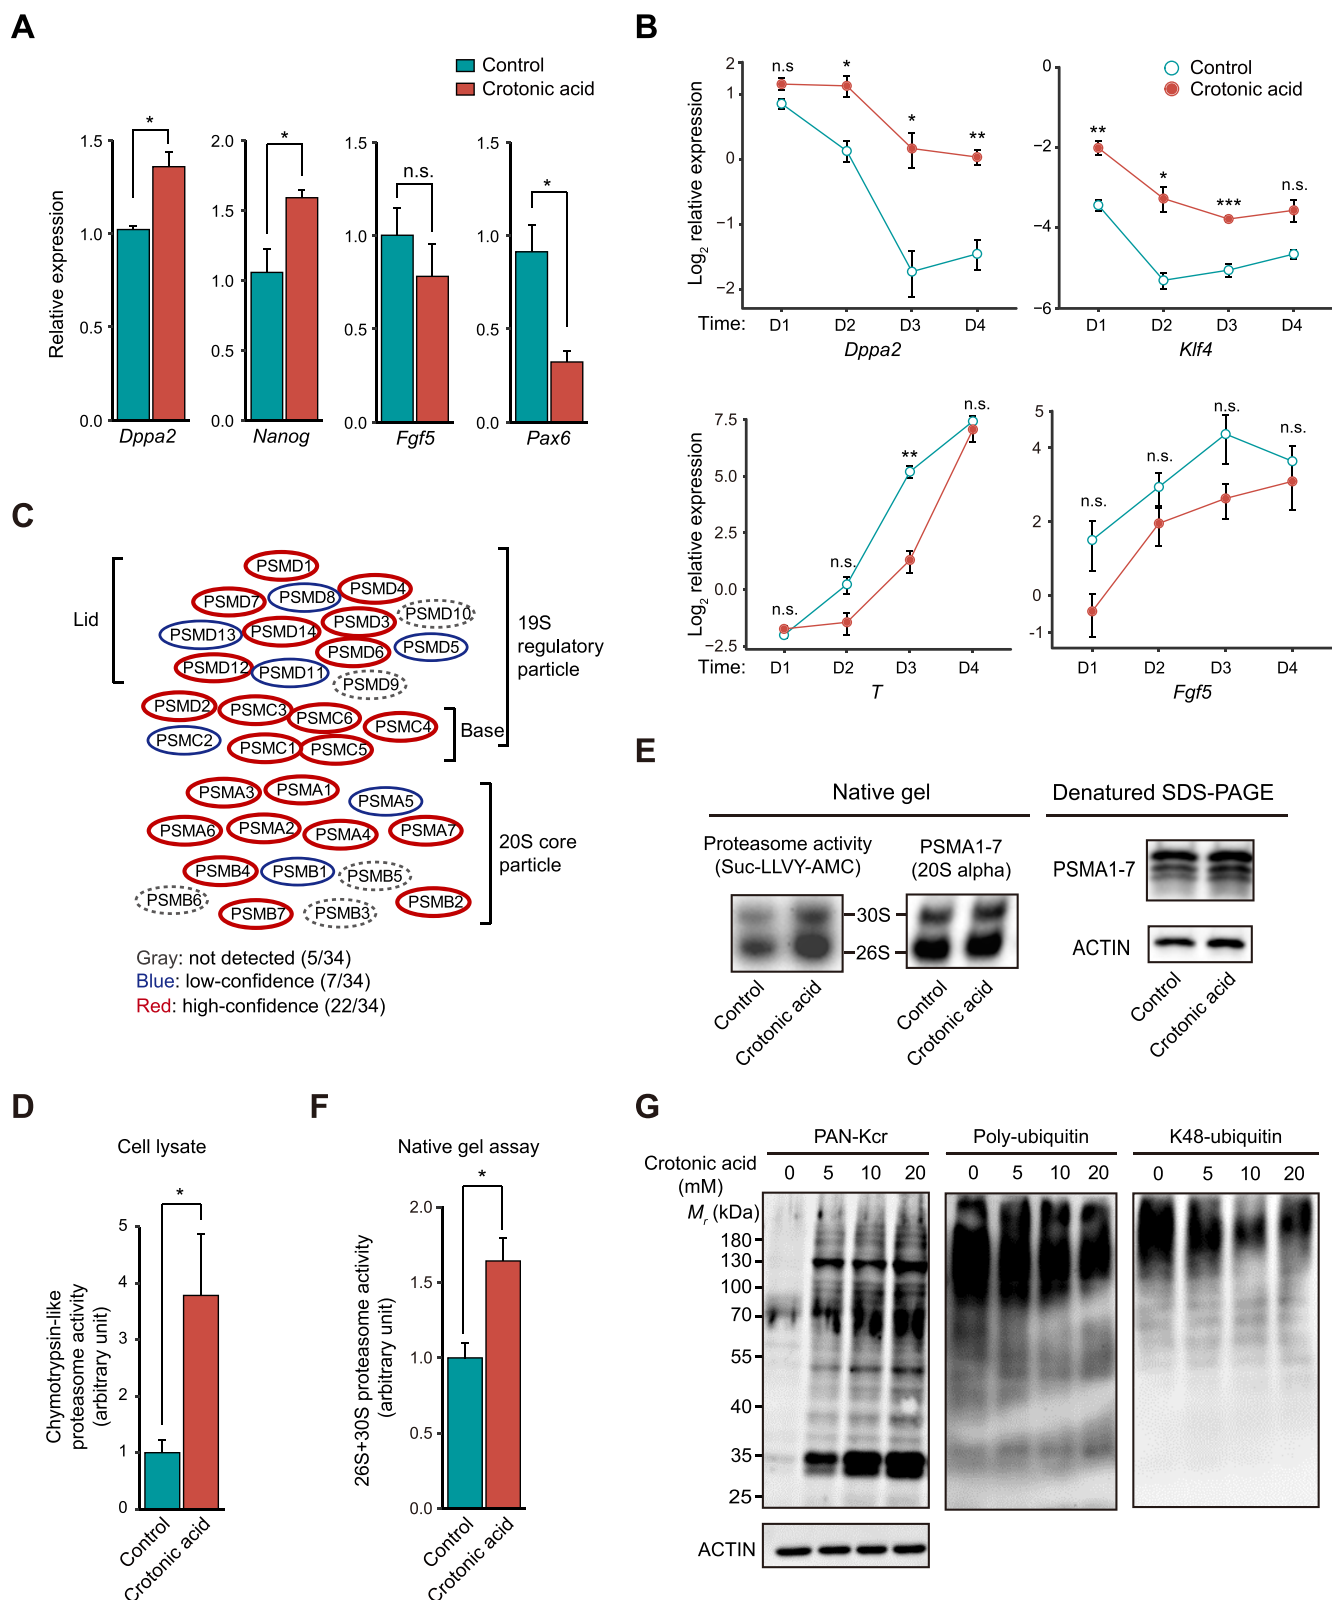 A
Control
Crotonic acid
Relative expression
1.5
1.0
0.5
0.0
*
Dppa2
2.0
1.5
1.0
0.5
0.0
*
Nanog
1.5
1.0
0.5
0.0
n.s.
Fgf5
1.5
1.0
0.5
0.0
*
Pax6
B
Log2 relative expression
2
1
0
−1
−2
n.s
*
*
**
Time:
D1
D2
D3
D4
Dppa2
Control
Crotonic acid
0
−2
−4
−6
**
*
***
n.s.
D1
D2
D3
D4
Klf4
Log2 relative expression
7.5
5.0
2.5
0.0
−2.5
n.s.
n.s.
**
n.s.
Time:
D1
D2
D3
D4
T
5
4
2
0
-1
n.s.
n.s.
n.s.
n.s.
D1
D2
D3
D4
Fgf5
C
Lid
PSMD1
PSMD7
PSMD8
PSMD4
PSMD10
PSMD13
PSMD14
PSMD3
PSMD5
PSMD6
PSMD12
PSMD11
PSMD9
19S
regulatory
particle
PSMD2
PSMC3
PSMC6
PSMC4
PSMC2
PSMC1
PSMC5
Base
PSMA3
PSMA1
PSMA5
PSMA6
PSMA2
PSMA4
PSMA7
PSMB4
PSMB1
PSMB5
PSMB6
PSMB7
PSMB3
PSMB2
20S core
particle
Gray: not detected (5/34)
Blue: low-confidence (7/34)
Red: high-confidence (22/34)
E
Native gel
Denatured SDS-PAGE
Proteasome activity
(Suc-LLVY-AMC)
PSMA1-7
(20S alpha)
30S
26S
Control
Crotonic acid
Control
Crotonic acid
PSMA1-7
ACTIN
Control
Crotonic acid
D
Cell lysate
Chymotrypsin-like
proteasome activity
(arbitrary unit)
5
4
3
2
1
0
*
Control
Crotonic acid
F
Native gel assay
26S+30S proteasome activity
(arbitrary unit)
2.0
1.5
1.0
0.5
0.0
*
Control
Crotonic acid
G
PAN-Kcr
Poly-ubiquitin
K48-ubiquitin
Crotonic acid
(mM)
0 5 10 20
0 5 10 20
0 5 10 20
Mr (kDa)
180
130
100
70
55
40
35
25
ACTIN